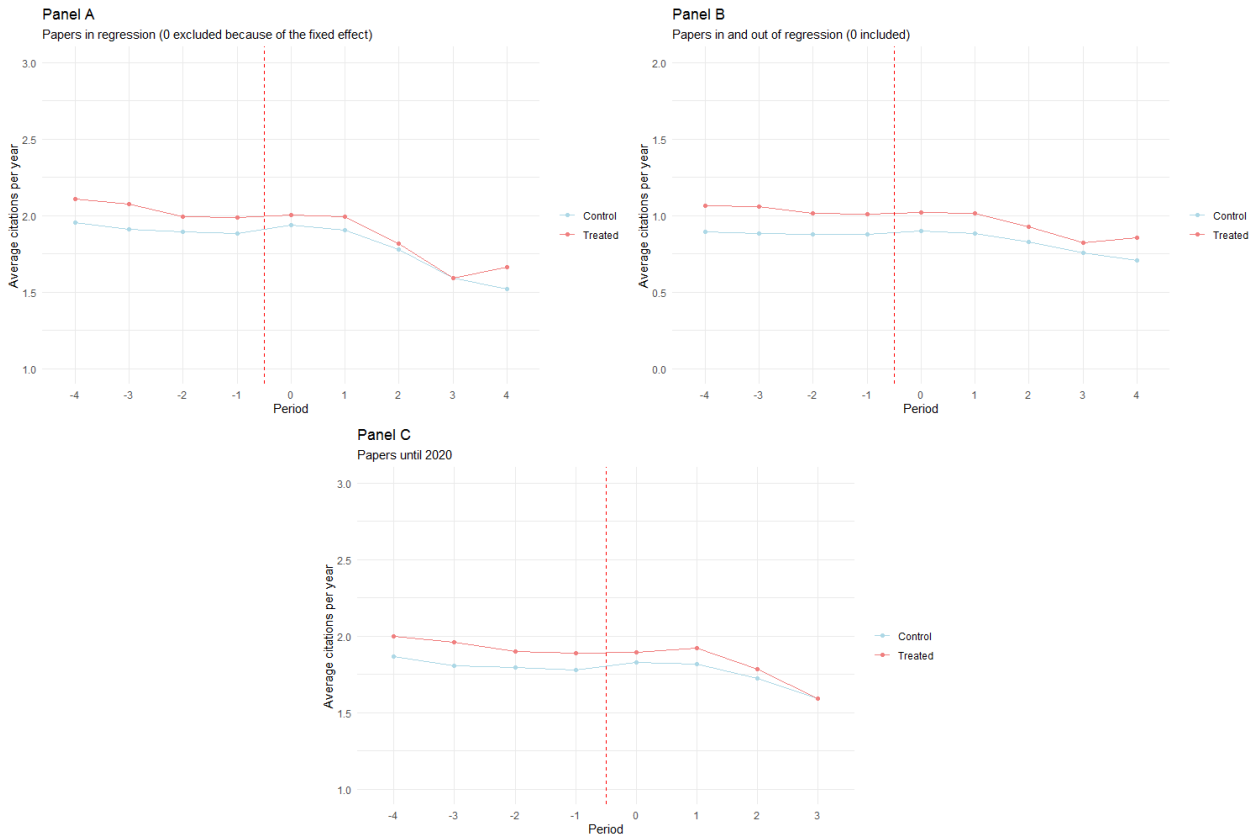 Panel A
Papers in regression (0 excluded because of the fixed effect)
3.0
2.5
2.0
1.5
1.0
Average citations per year
-4 -3 -2 -1 0 1 2 3 4
Period
Control
Treated
Panel B
Papers in and out of regression (0 included)
2.0
1.5
1.0
0.5
0.0
Average citations per year
-4 -3 -2 -1 0 1 2 3 4
Period
Control
Treated
Panel C
Papers until 2020
3.0
2.5
2.0
1.5
1.0
Average citations per year
-4 -3 -2 -1 0 1 2 3
Period
Control
Treated